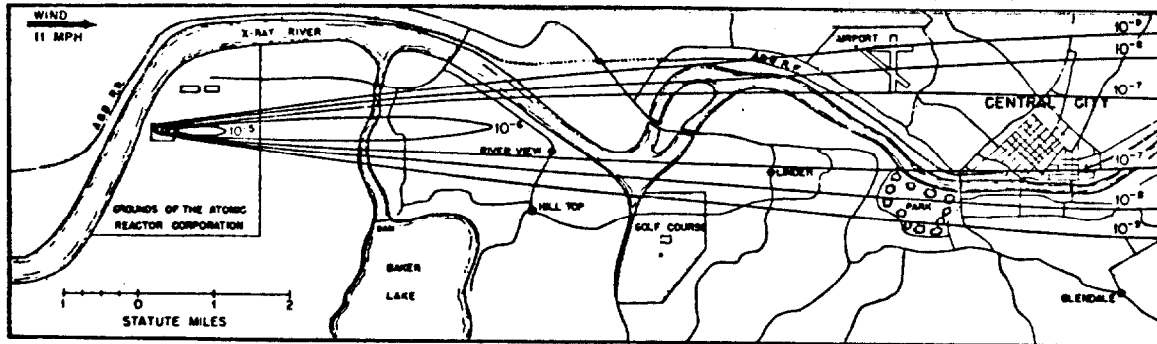 WIND
11 MPH
X-RAY RIVER
A&B R.R.
GROUNDS OF THE ATOMIC
REACTOR CORPORATION
1 0 1 2
STATUTE MILES
10-5
10-6
DAM
BAKER
LAKE
RIVER VIEW
HILL TOP
GOLF COURSE
A&B R.R.
LINDEN
AIRPORT
PARK
CENTRAL CITY
GLENDALE
10-9
10-8
10-7
10-7
10-8
10-9